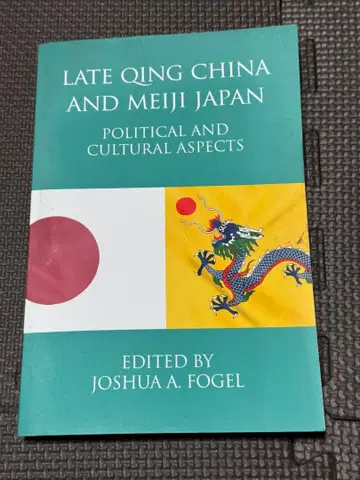 LATE QING CHINA
AND MEIJI JAPAN
POLITICAL AND
CULTURAL ASPECTS
EDITED BY
JOSHUA A. FOGEL